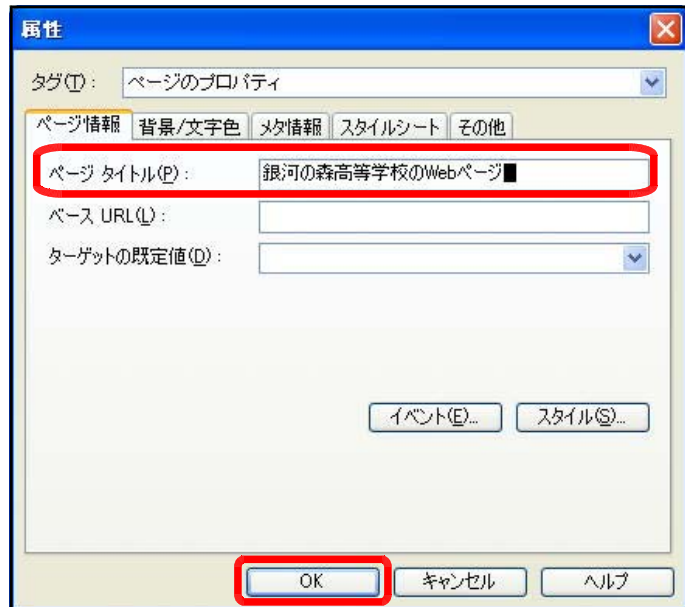 属性
タグ(T): ページのプロパティ
ページ情報 背景/文字色 メタ情報 スタイルシート その他
ページ タイトル(P): 銀河の森高等学校のWebページ
ベース URL(L):
ターゲットの既定値(D):
イベント(E)... スタイル(S)...
OK キャンセル ヘルプ